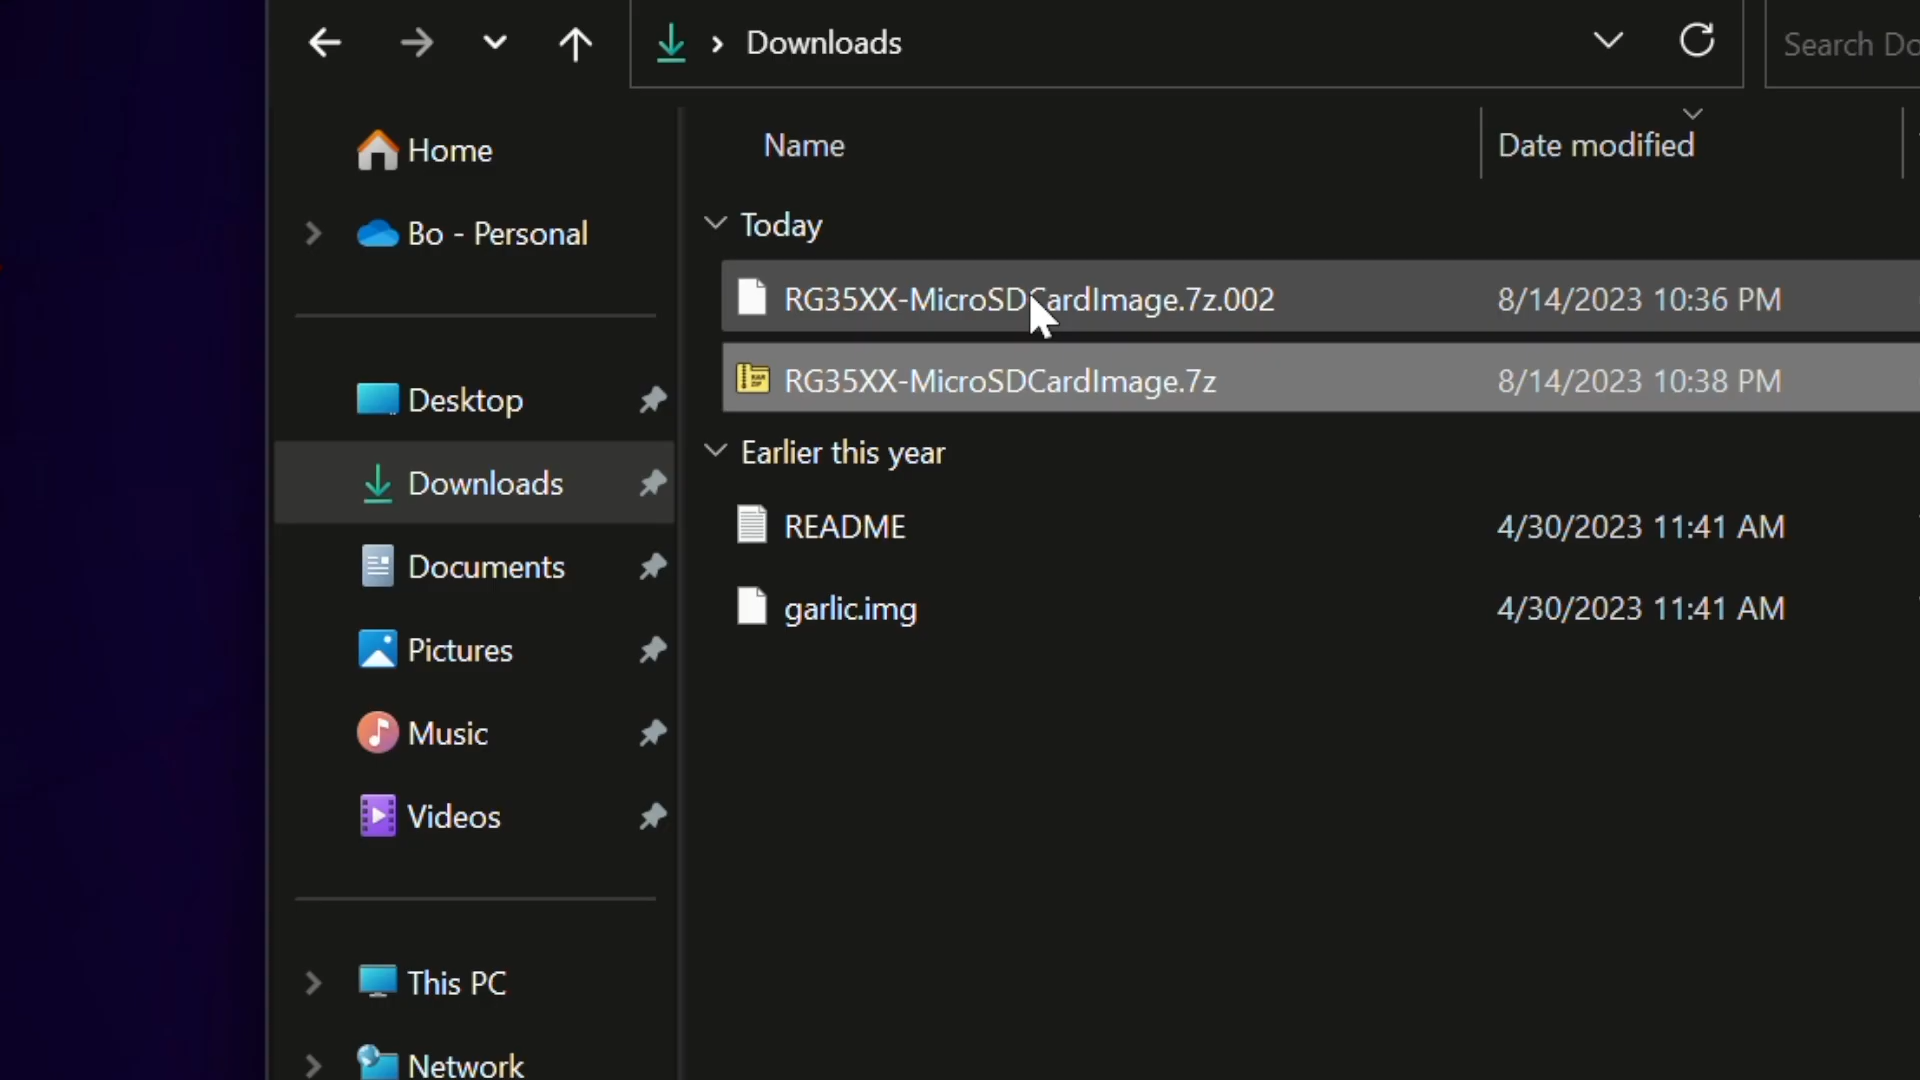 Downloads
Search Do
Home
Bo - Personal
Desktop
Downloads
Documents
Pictures
Music
Videos
This PC
Network
Name
Date modified
Today
RG35XX-MicroSDCardImage.7z.002
8/14/2023 10:36 PM
RG35XX-MicroSDCardImage.7z
8/14/2023 10:38 PM
Earlier this year
README
4/30/2023 11:41 AM
garlic.img
4/30/2023 11:41 AM